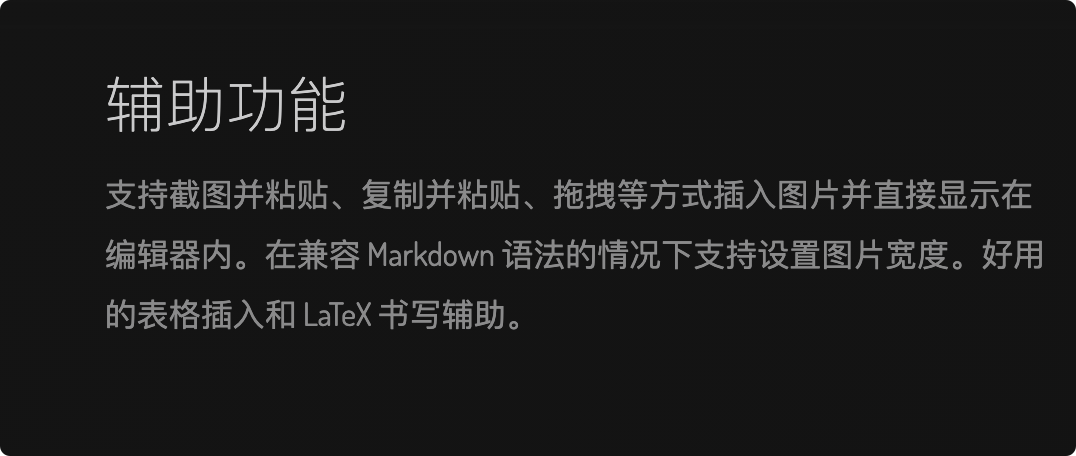 辅助功能
支持截图并粘贴、复制并粘贴、拖拽等方式插入图片并直接显示在
编辑器内。在兼容 Markdown 语法的情况下支持设置图片宽度。好用
的表格插入和 LaTeX 书写辅助。